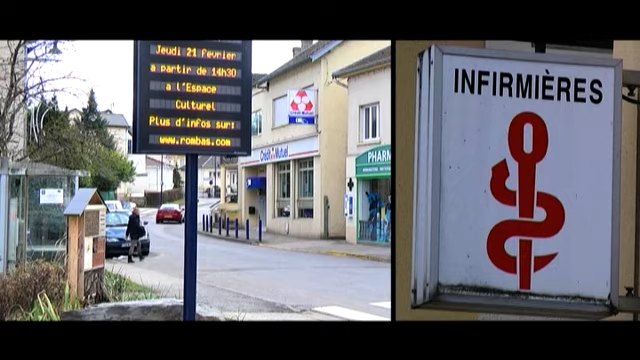 Jeudi 21 février
à partir de 14h30
à l'Espace
Culturel
Plus d'infos sur:
www.rombas.com
Crédit Mutuel
PHARM
INFIRMIÈRES